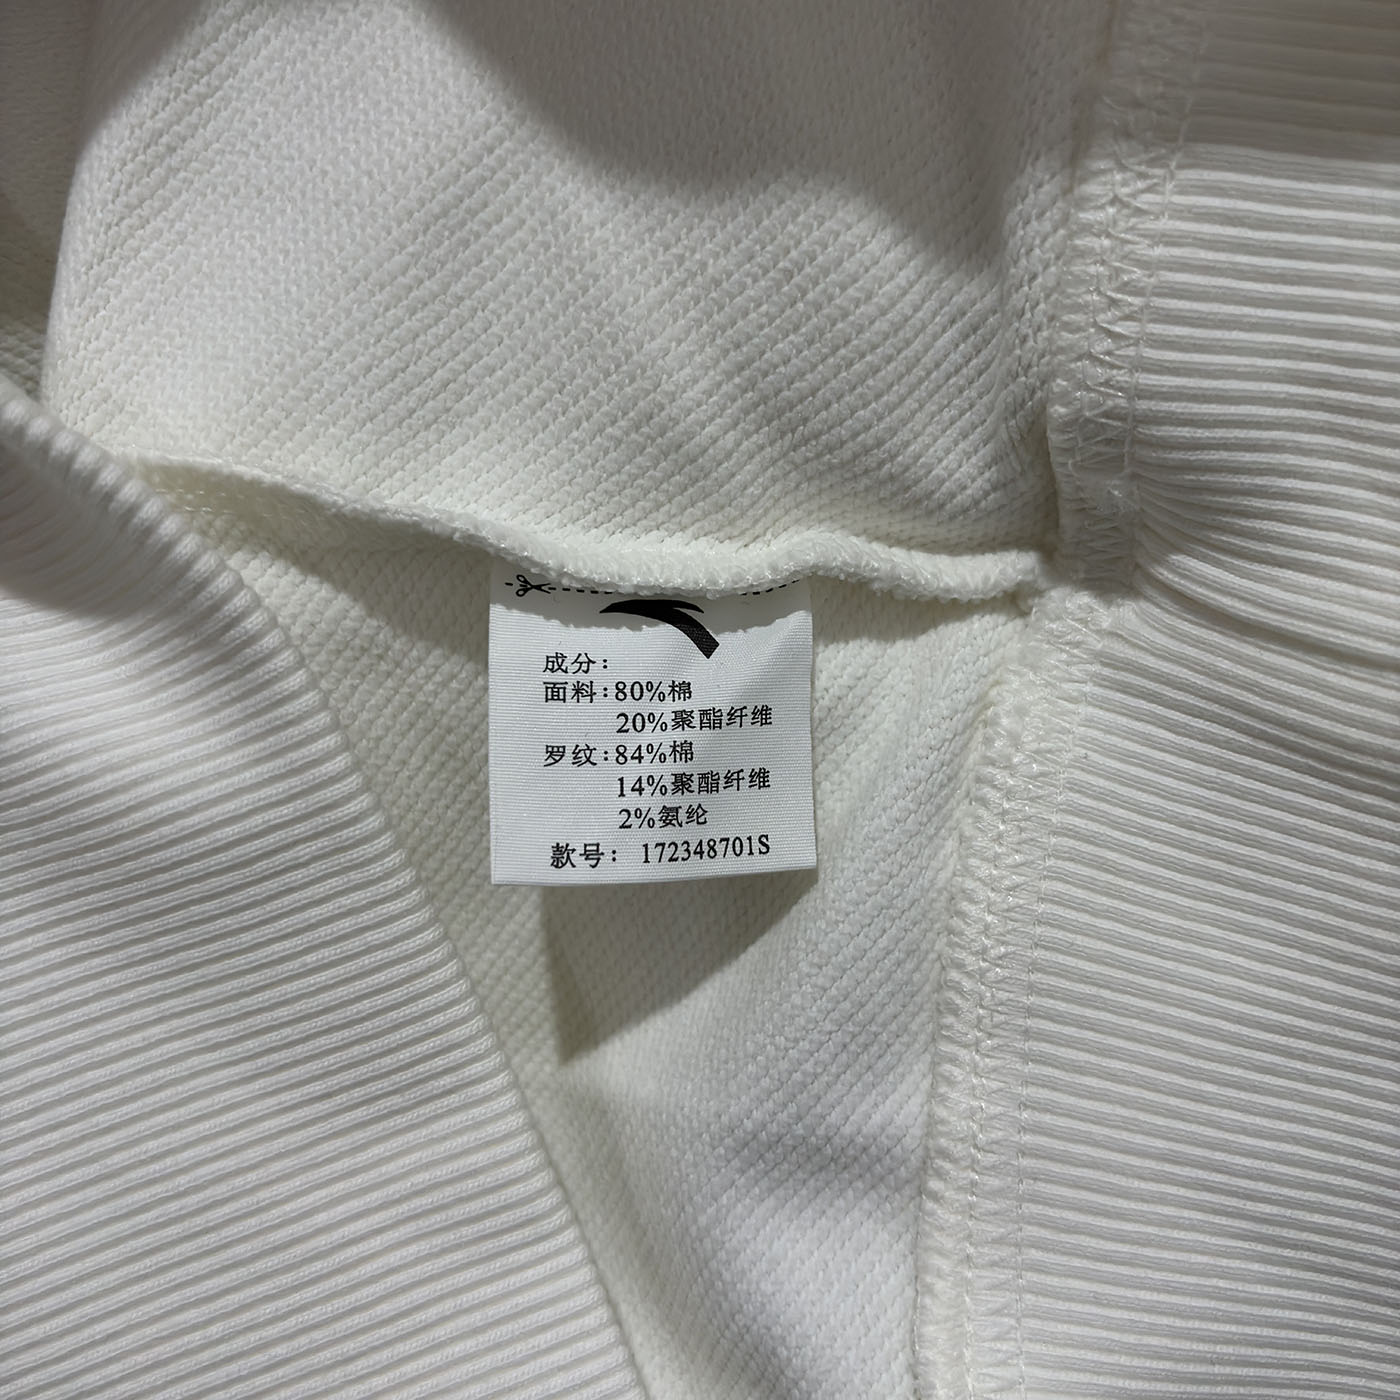 成分：
面料：80%棉
20%聚酯纤维
罗纹：84%棉
14%聚酯纤维
2%氨纶
款号： 172348701S